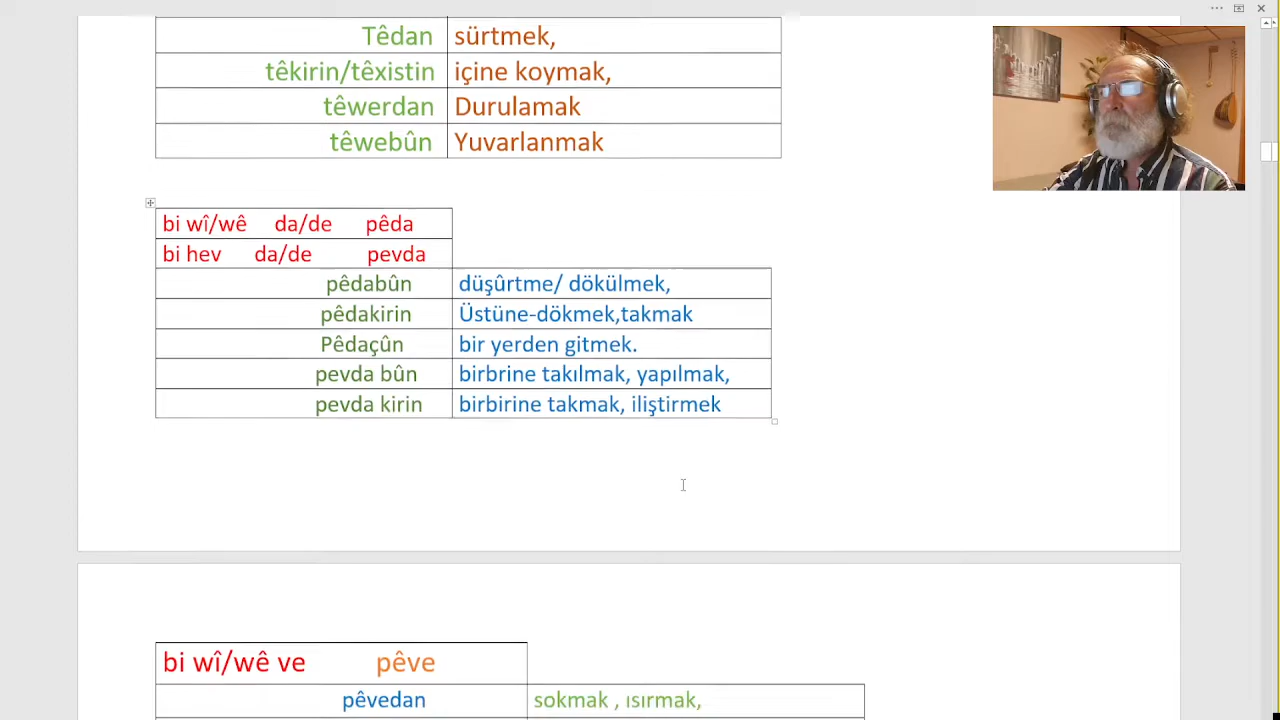 Têdan sürtmek,
têkirin/têxistin içine koymak,
têwerdan Durulamak
têwebûn Yuvarlanmak
bi wî/wê da/de pêda
bi hev da/de pevda
pêdabûn düşûrtme/ dökülmek,
pêdakirin Üstüne-dökmek,takmak
Pêdaçûn bir yerden gitmek.
pevda bûn birbrine takılmak, yapılmak,
pevda kirin birbirine takmak, iliştirmek
bi wî/wê ve pêve
pêvedan sokmak , ısırmak,